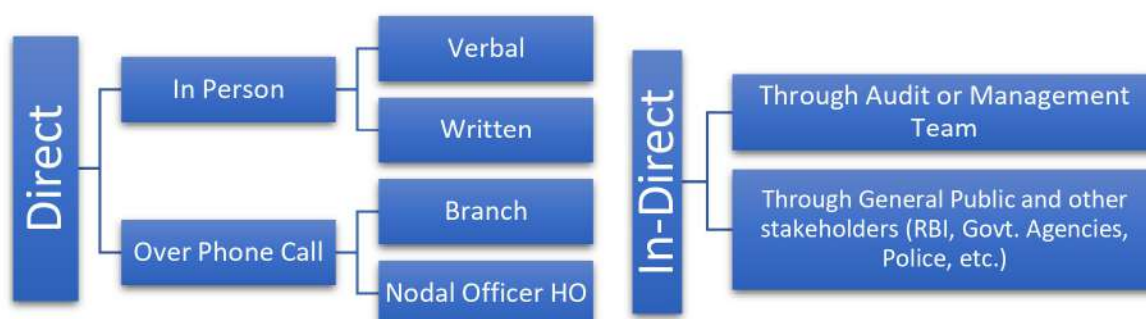 Direct
In Person
Verbal
Written
Over Phone Call
Branch
Nodal Officer HO
In-Direct
Through Audit or Management
Team
Through General Public and other
stakeholders (RBI, Govt. Agencies,
Police, etc.)